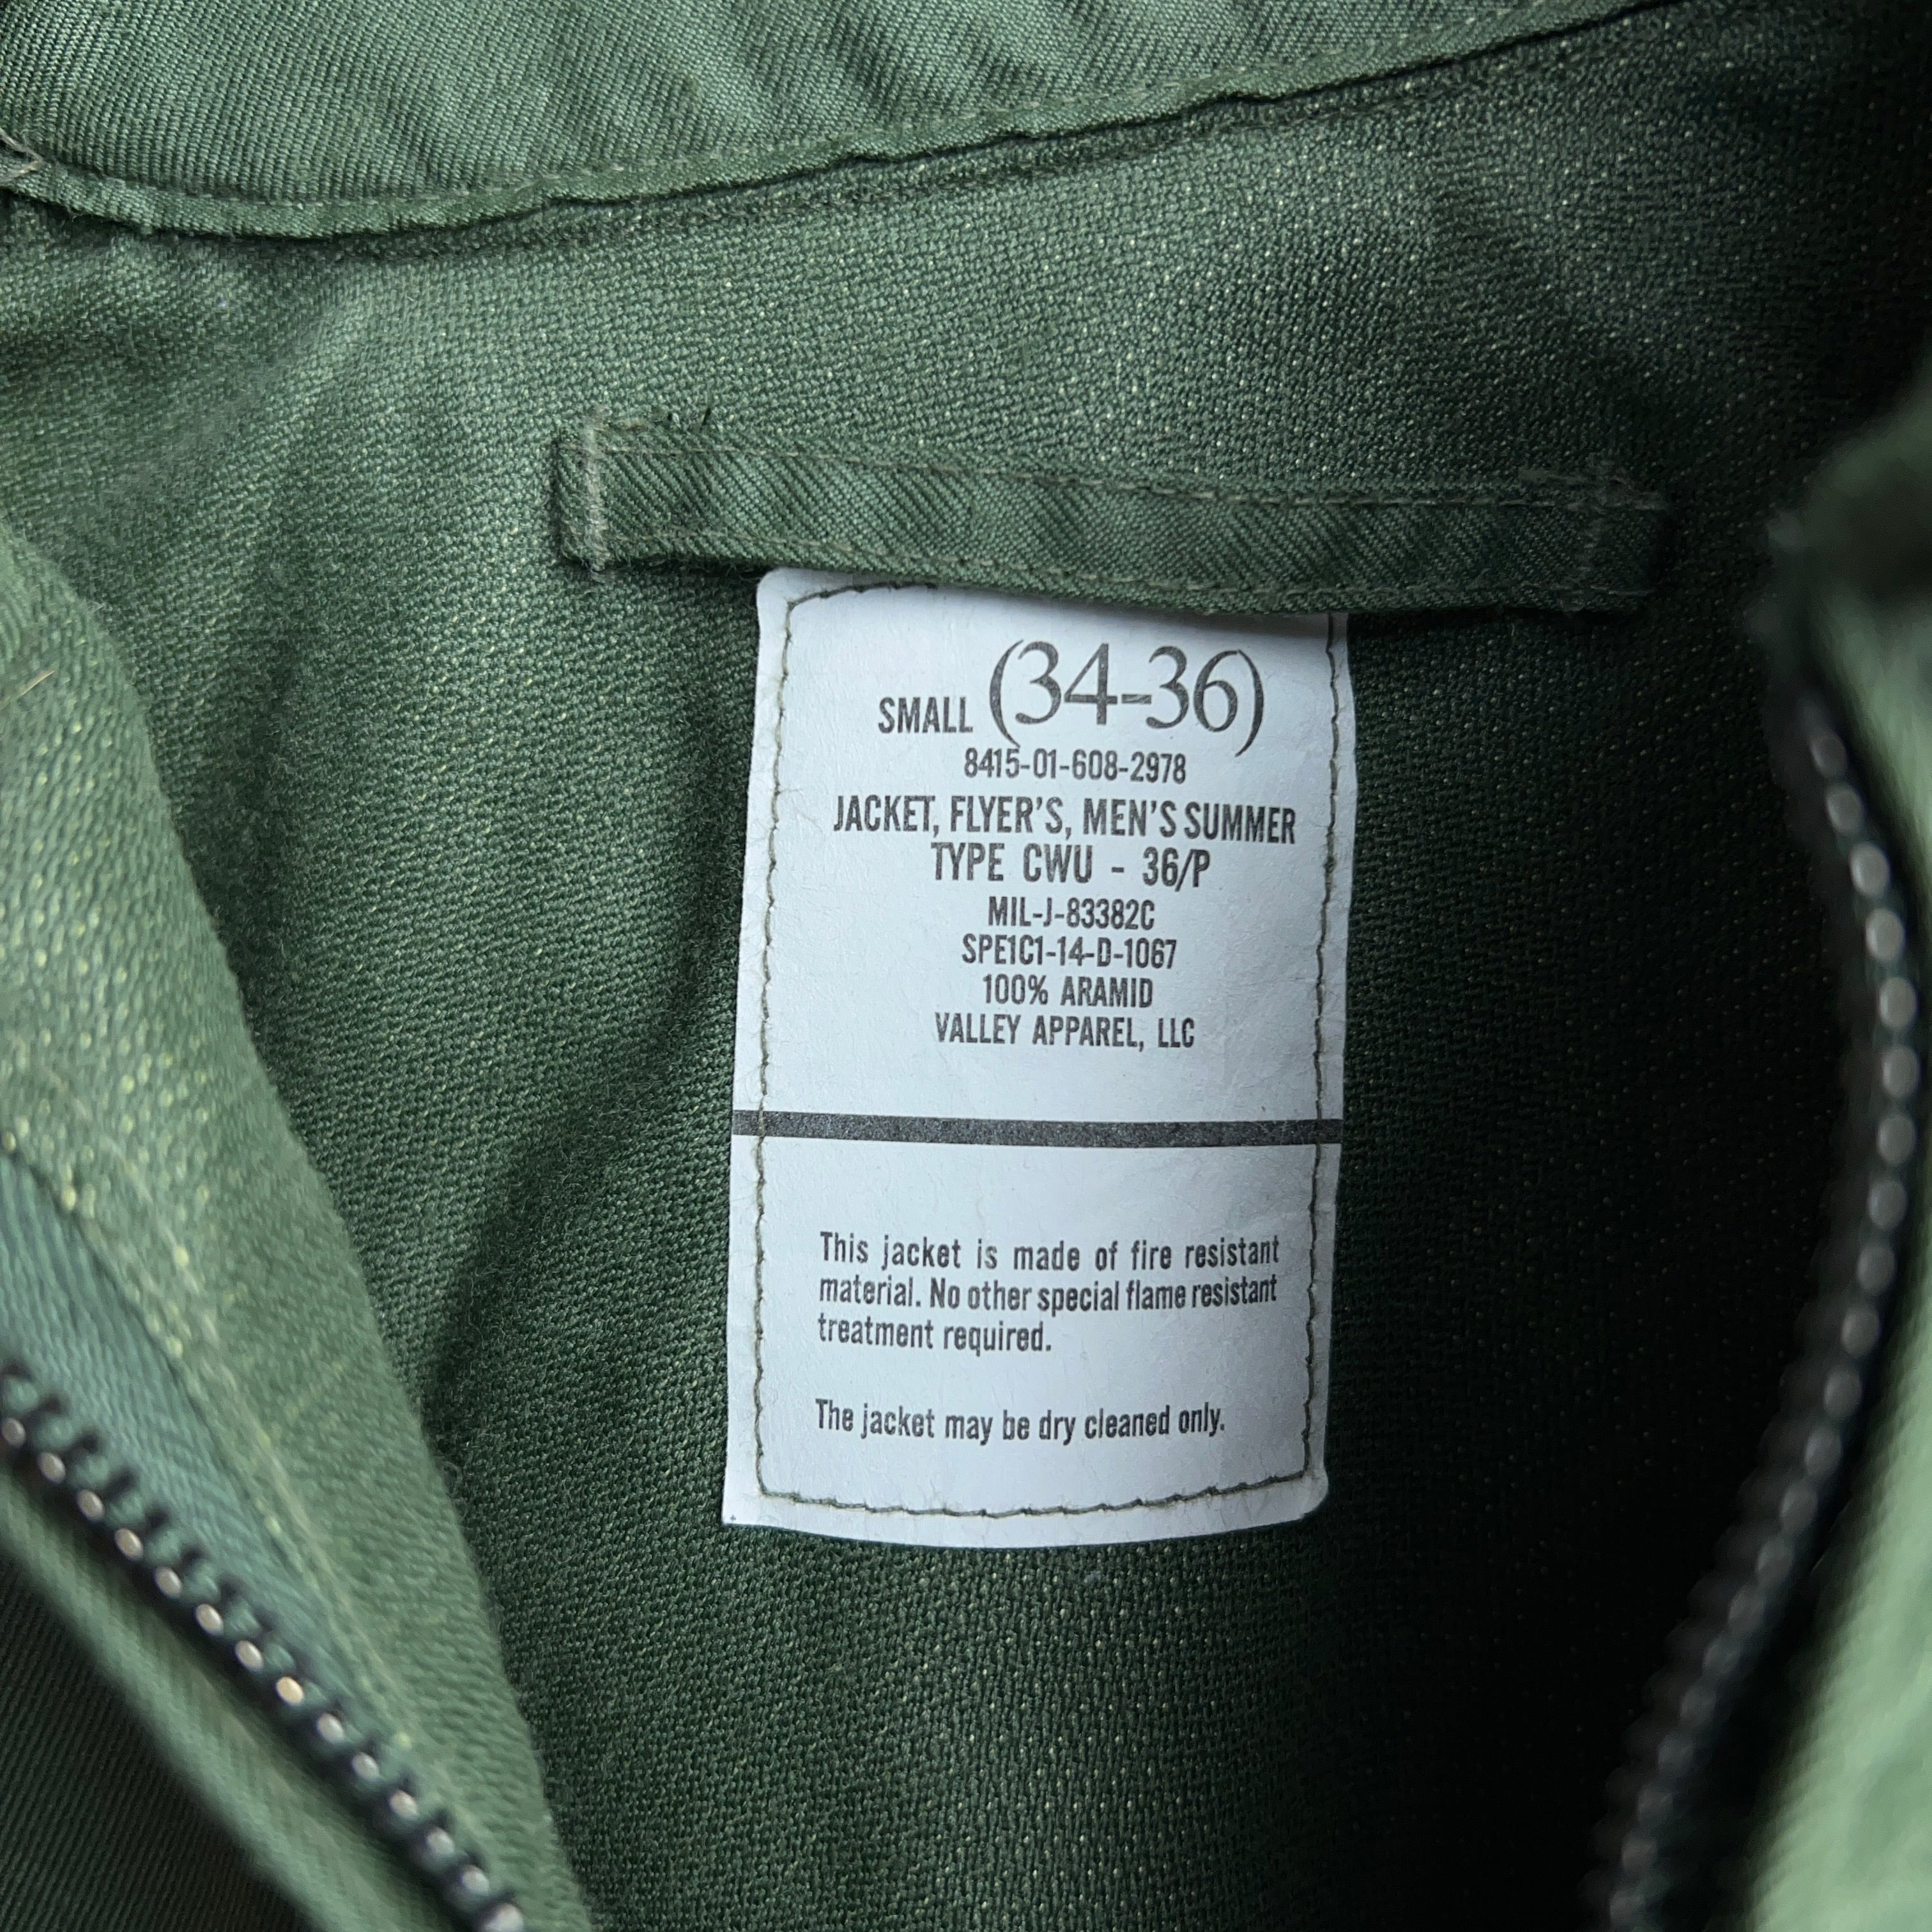 SMALL (34-36)
8415-01-608-2978
JACKET, FLYER'S, MEN'S SUMMER
TYPE CWU - 36/P
MIL-J-83382C
SPE1C1-14-D-1067
100% ARAMID
VALLEY APPAREL, LLC
This jacket is made of fire resistant
material. No other special flame resistant
treatment required.
The jacket may be dry cleaned only.